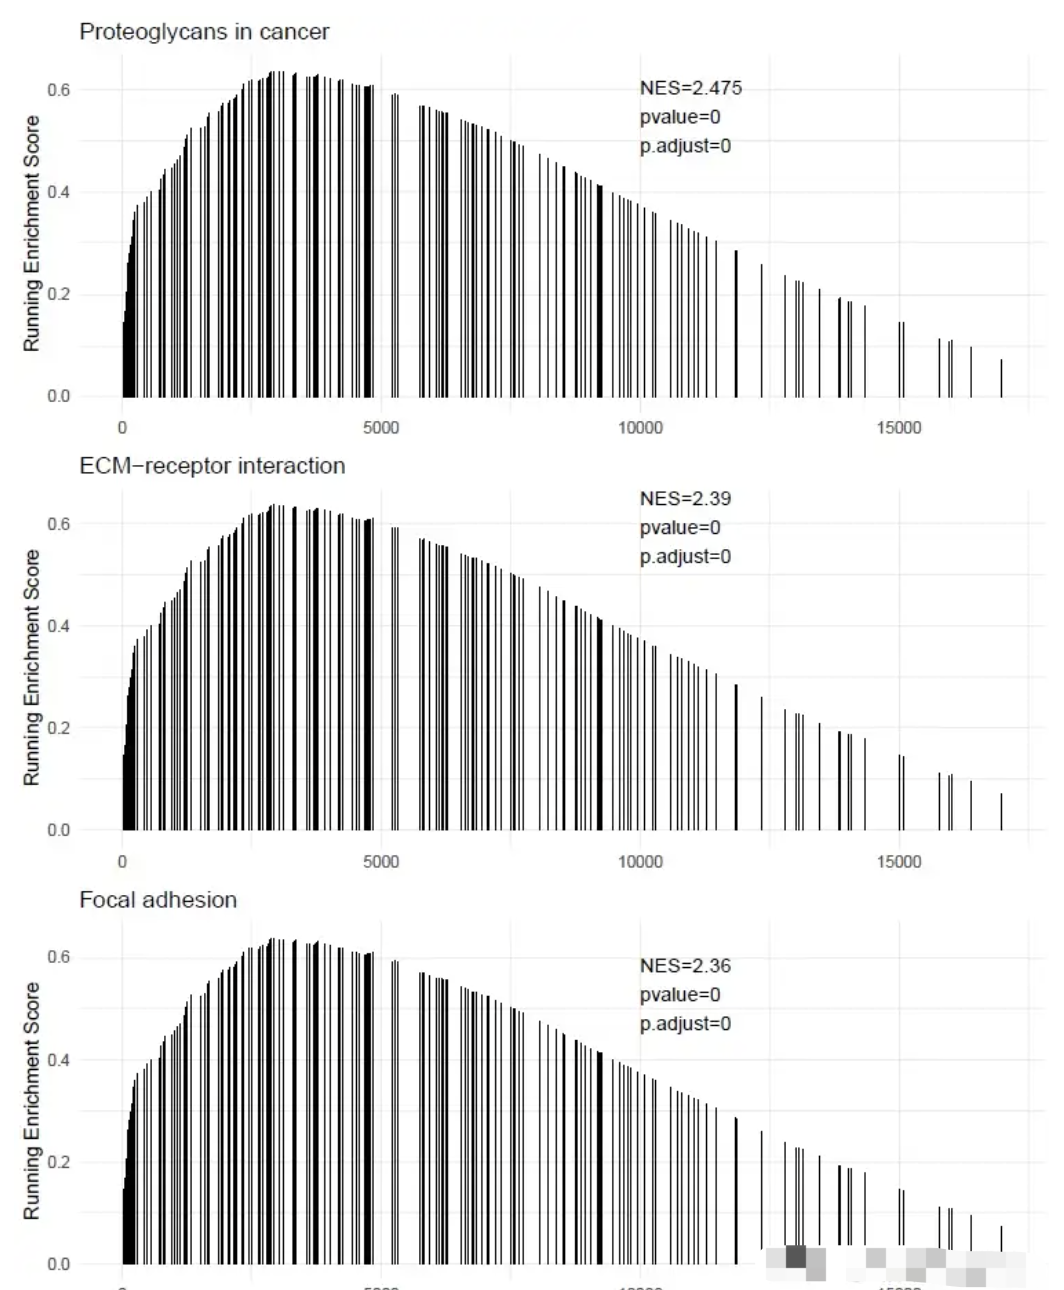 Proteoglycans in cancer
NES=2.475
pvalue=0
p.adjust=0
Running Enrichment Score
0.6
0.4
0.2
0.0
0
5000
10000
15000
ECM−receptor interaction
NES=2.39
pvalue=0
p.adjust=0
Running Enrichment Score
0.6
0.4
0.2
0.0
0
5000
10000
15000
Focal adhesion
NES=2.36
pvalue=0
p.adjust=0
Running Enrichment Score
0.6
0.4
0.2
0.0